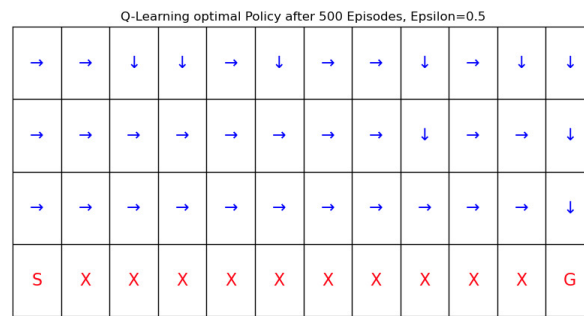 Q-Learning optimal Policy after 500 Episodes, Epsilon=0.5
→ → ↓ ↓ → ↓ → → ↓ → ↓ ↓
→ → → → → → → → ↓ → → ↓
→ → → → → → → → → → → ↓
S X X X X X X X X X X G